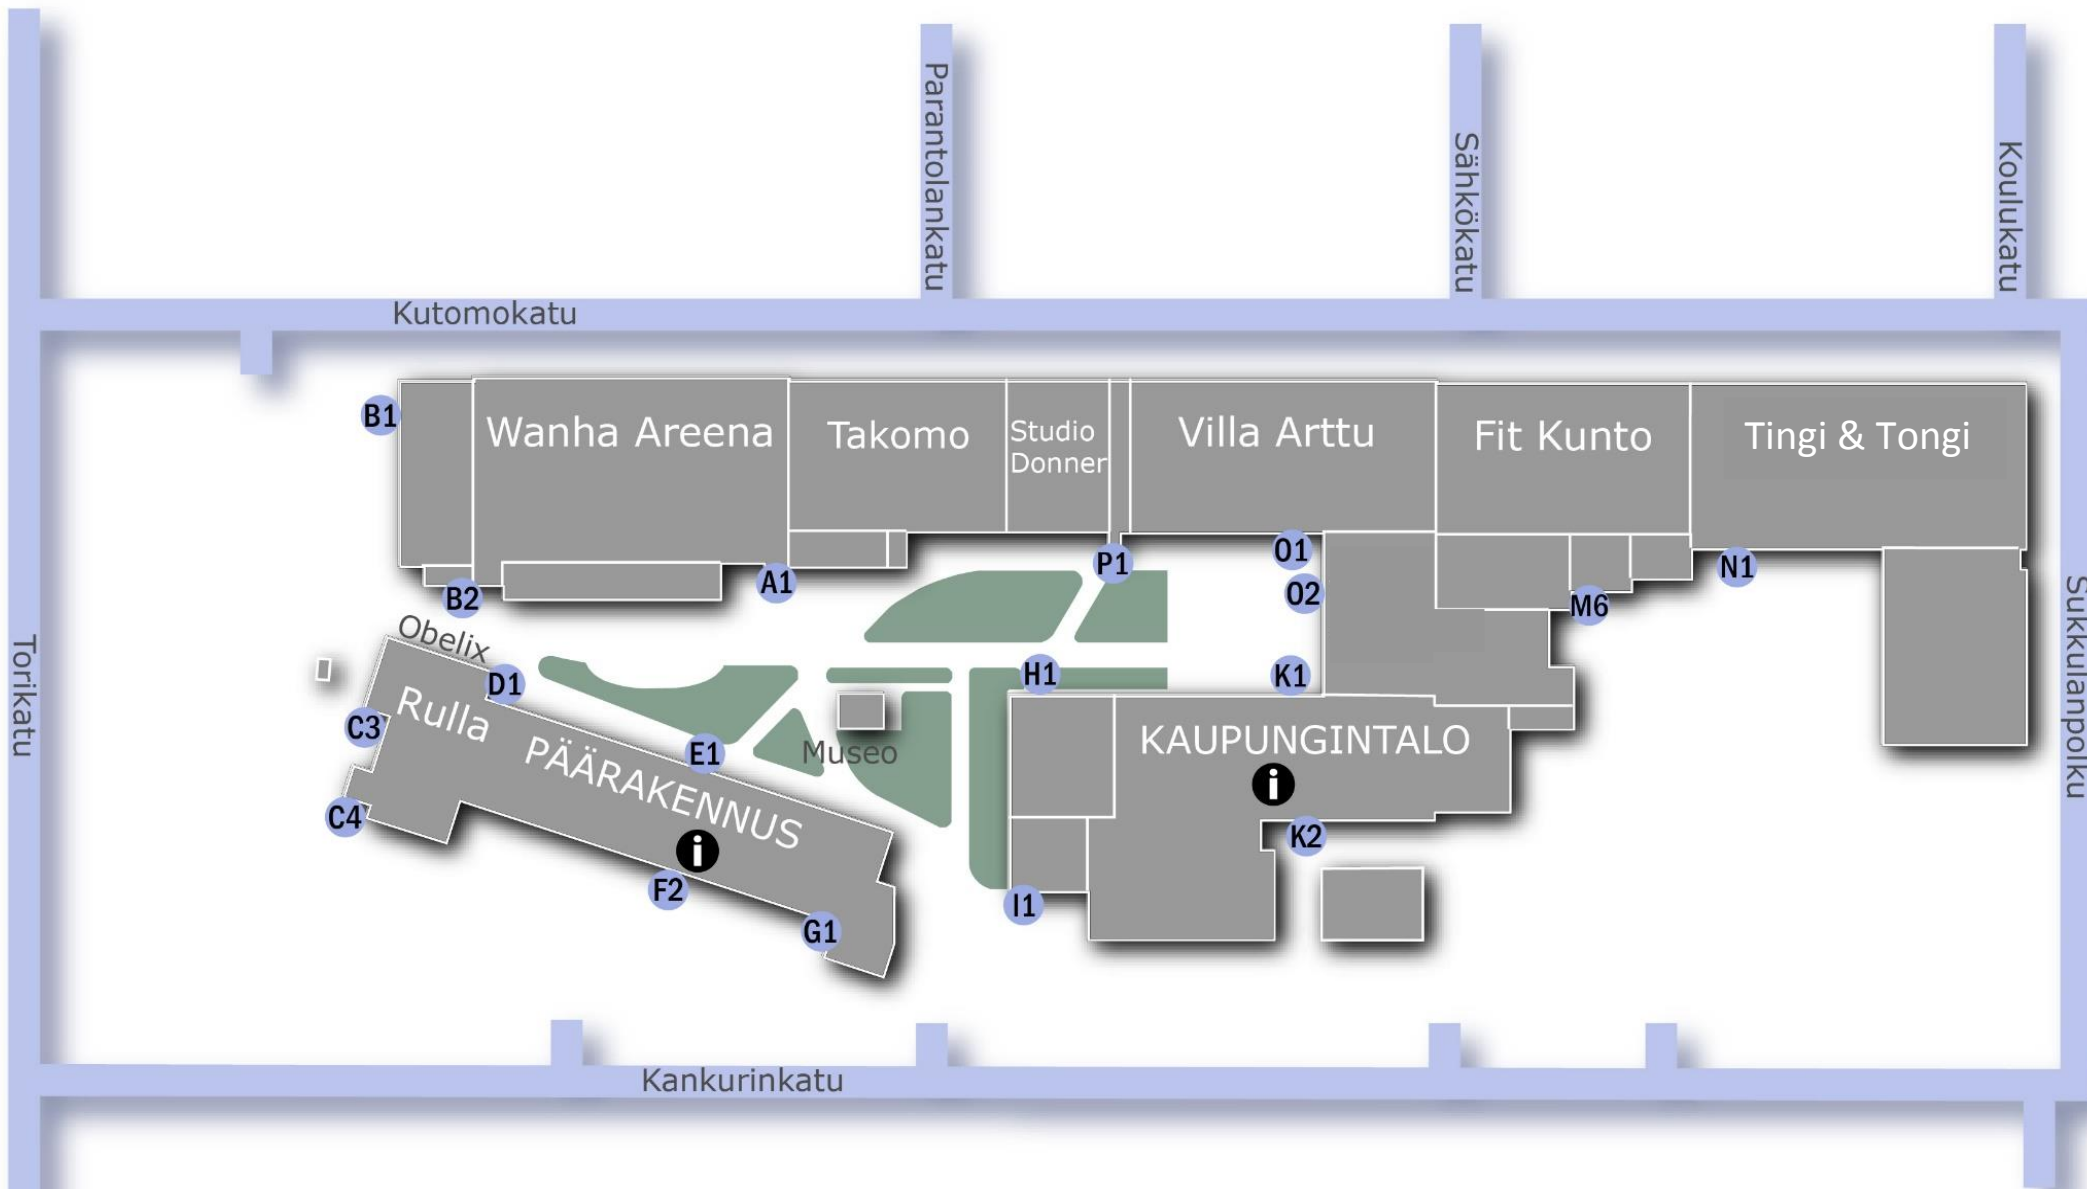 Parantolankatu
Sähkökatu
Koulukatu
Kutomokatu
B1
Wanha Areena
Takomo
Studio
Donner
Villa Arttu
Fit Kunto
Tingi & Tongi
B2
A1
P1
O1
O2
M6
N1
Obelix
D1
H1
K1
Torikatu
Sukkulanpolku
C3
Rulla
PÄÄRAKENNUS
E1
Museo
KAUPUNGINTALO
i
C4
i
K2
F2
G1
I1
Kankurinkatu